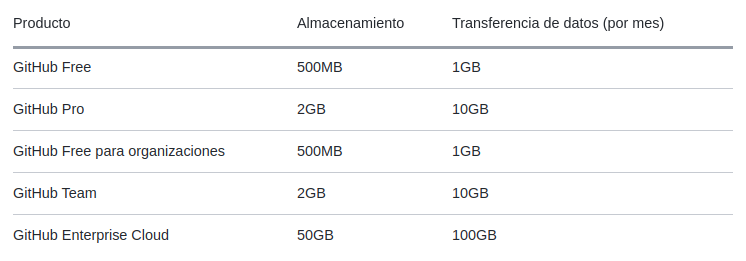 Producto Almacenamiento Transferencia de datos (por mes)
GitHub Free 500MB 1GB
GitHub Pro 2GB 10GB
GitHub Free para organizaciones 500MB 1GB
GitHub Team 2GB 10GB
GitHub Enterprise Cloud 50GB 100GB